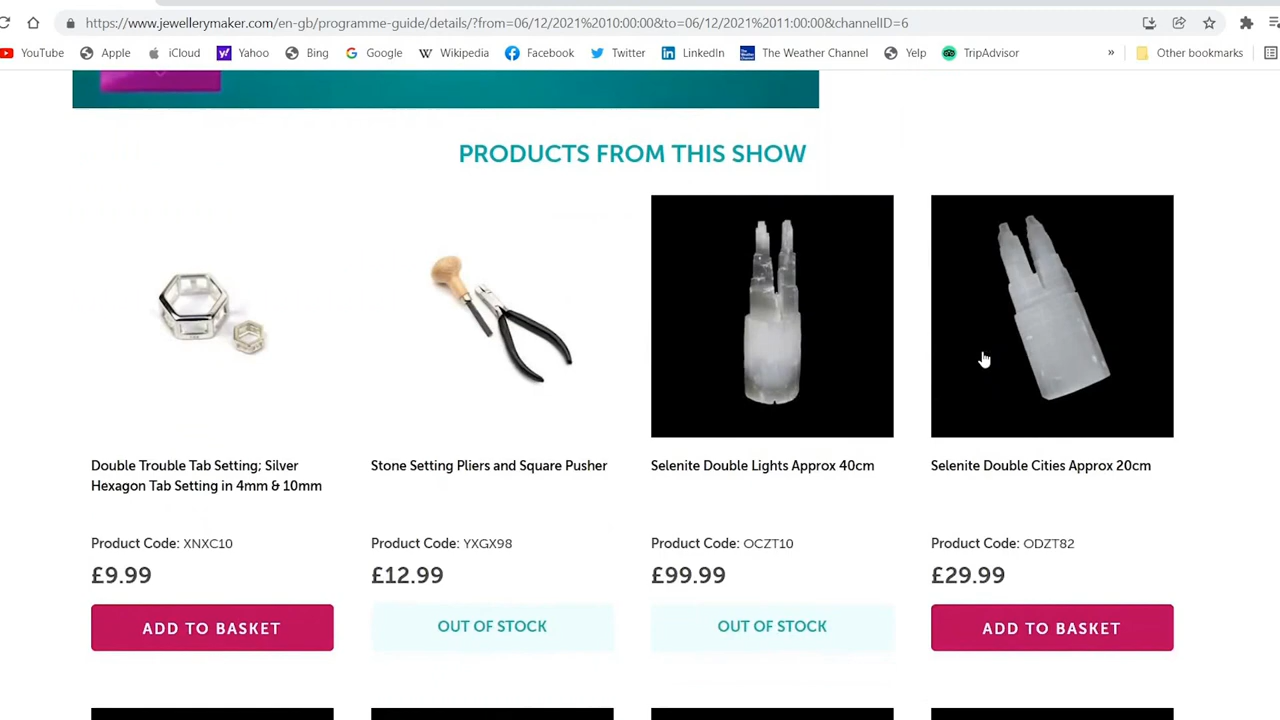 https://www.jewellerymaker.com/en-gb/programme-guide/details/?from=06/12/2021%2010:00:00&to=06/12/2021%2011:00:00&channelID=6
YouTube Apple iCloud Yahoo Bing Google Wikipedia Facebook Twitter LinkedIn The Weather Channel Yelp TripAdvisor » Other bookmarks
PRODUCTS FROM THIS SHOW
Double Trouble Tab Setting; Silver
Hexagon Tab Setting in 4mm & 10mm
Product Code: XNXC10
£9.99
ADD TO BASKET
Stone Setting Pliers and Square Pusher
Product Code: YXGX98
£12.99
OUT OF STOCK
Selenite Double Lights Approx 40cm
Product Code: OCZT10
£99.99
OUT OF STOCK
Selenite Double Cities Approx 20cm
Product Code: ODZT82
£29.99
ADD TO BASKET